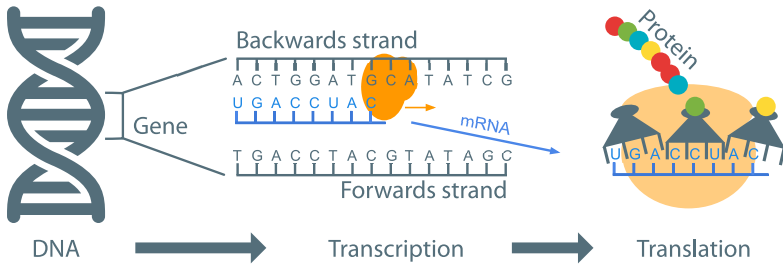 Backwards strand
A C T G G A T G C A T A T C G
U G A C C U A C
Gene
mRNA
T G A C C T A C G T A T A G C
Forwards strand
Protein
U G A C C U A C
DNA
Transcription
Translation